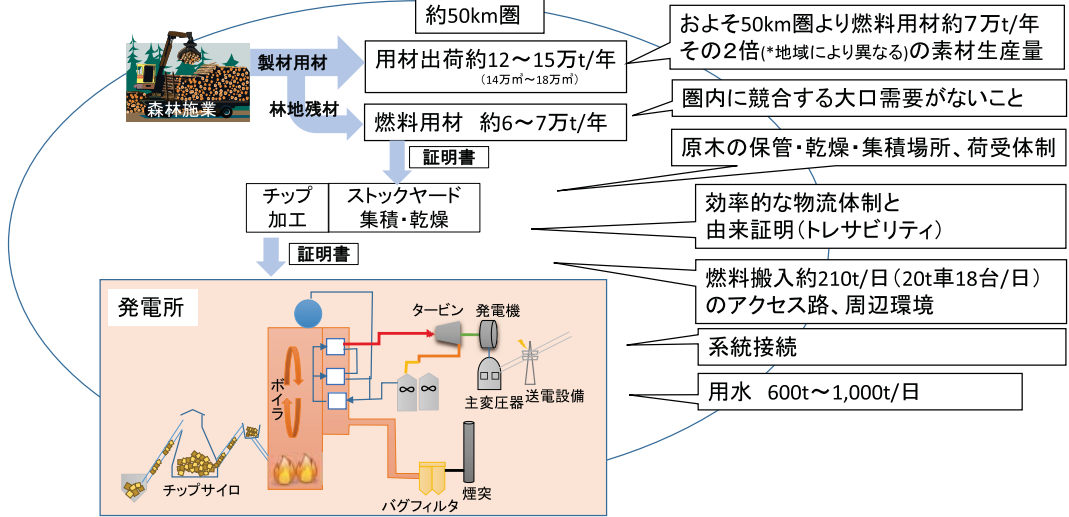 約50km圏
およそ50km圏より燃料用材約7万t/年
その2倍(*地域により異なる)の素材生産量
製材用材
用材出荷約12～15万t/年
（14万㎥～18万㎥）
森林施業
林地残材
燃料用材　約6～7万t/年
圏内に競合する大口需要がないこと
証明書
原木の保管・乾燥・集積場所、荷受体制
チップ
加工
ストックヤード
集積・乾燥
効率的な物流体制と
由来証明（トレサビリティ）
証明書
燃料搬入約210t/日（20t車18台/日）
のアクセス路、周辺環境
発電所
タービン
発電機
系統接続
ボイラ
主変圧器
送電設備
用水　600t～1,000t/日
チップサイロ
バグフィルタ
煙突